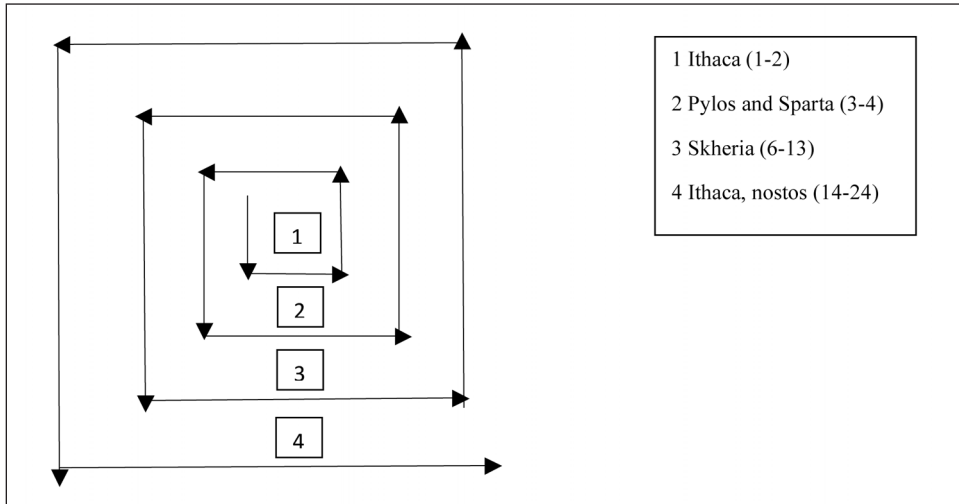 1 Ithaca (1-2)
2 Pylos and Sparta (3-4)
3 Skheria (6-13)
4 Ithaca, nostos (14-24)
1
2
3
4